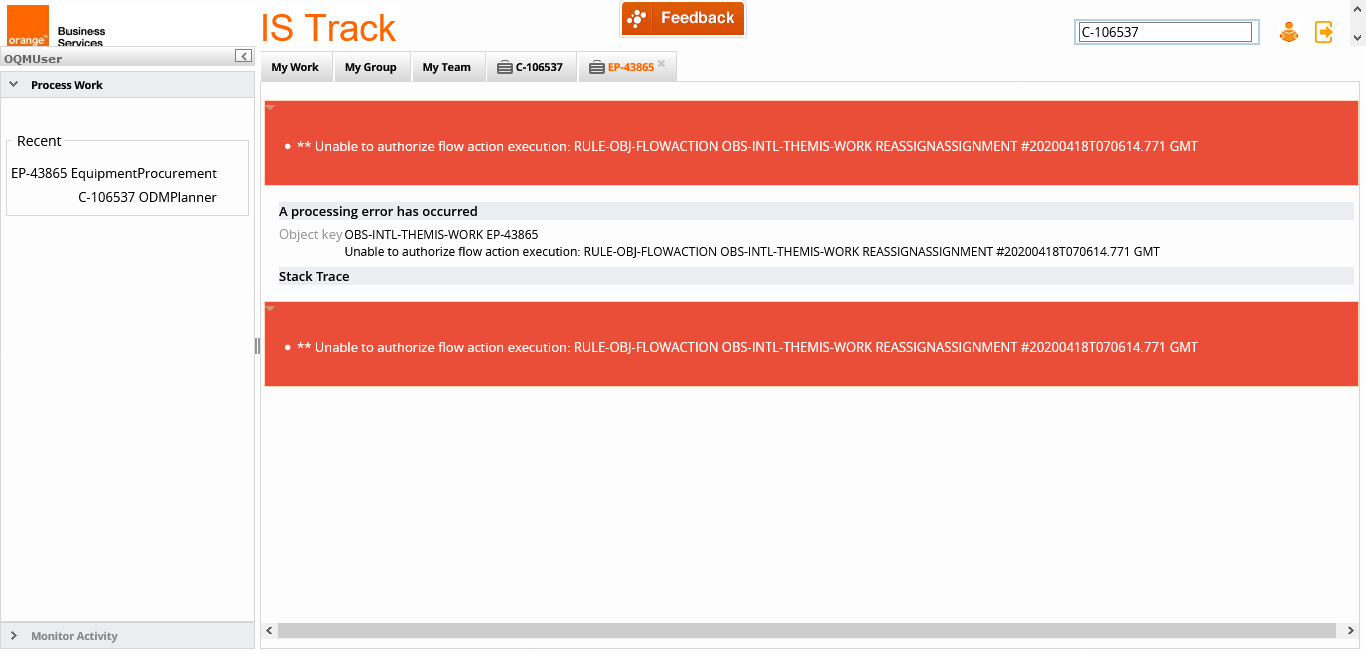 orange™
Business
Services
IS Track
Feedback
C-106537
OQMUser
My Work
My Group
My Team
C-106537
EP-43865
Process Work
Recent
EP-43865 EquipmentProcurement
C-106537 ODMPlanner
** Unable to authorize flow action execution: RULE-OBJ-FLOWACTION OBS-INTL-THEMIS-WORK REASSIGNASSIGNMENT #20200418T070614.771 GMT
A processing error has occurred
Object key OBS-INTL-THEMIS-WORK EP-43865
Unable to authorize flow action execution: RULE-OBJ-FLOWACTION OBS-INTL-THEMIS-WORK REASSIGNASSIGNMENT #20200418T070614.771 GMT
Stack Trace
** Unable to authorize flow action execution: RULE-OBJ-FLOWACTION OBS-INTL-THEMIS-WORK REASSIGNASSIGNMENT #20200418T070614.771 GMT
Monitor Activity